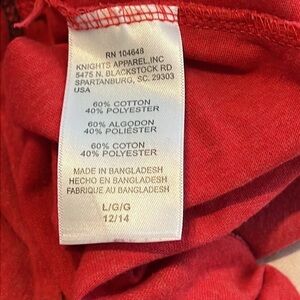 RN 104648
KNIGHTS APPAREL,INC
5475 N. BLACKSTOCK RD
SPARTANBURG, SC. 29303
USA
60% COTTON
40% POLYESTER
60% ALGODON
40% POLIÉSTER
60% COTON
40% POLYESTER
MADE IN BANGLADESH
HECHO EN BANGLADESH
FABRIQUE AU BANGLADESH
L/G/G
12/14